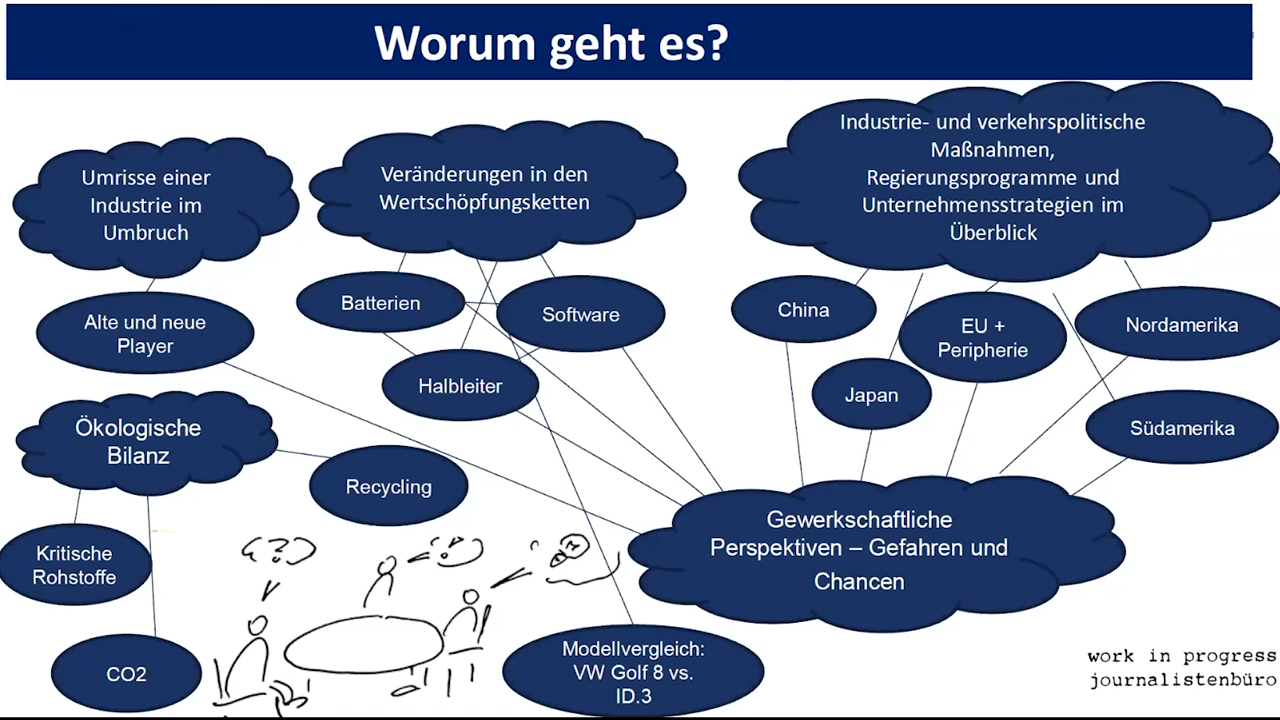 Worum geht es?
Umrisse einer
Industrie im
Umbruch
Veränderungen in den
Wertschöpfungsketten
Industrie- und verkehrspolitische
Maßnahmen,
Regierungsprogramme und
Unternehmensstrategien im
Überblick
Alte und neue
Player
Batterien
Software
Halbleiter
China
Japan
EU +
Peripherie
Nordamerika
Südamerika
Ökologische
Bilanz
Recycling
Kritische
Rohstoffe
CO2
Gewerkschaftliche
Perspektiven – Gefahren und
Chancen
Modellvergleich:
VW Golf 8 vs.
ID.3
work in progress
journalistenbüro